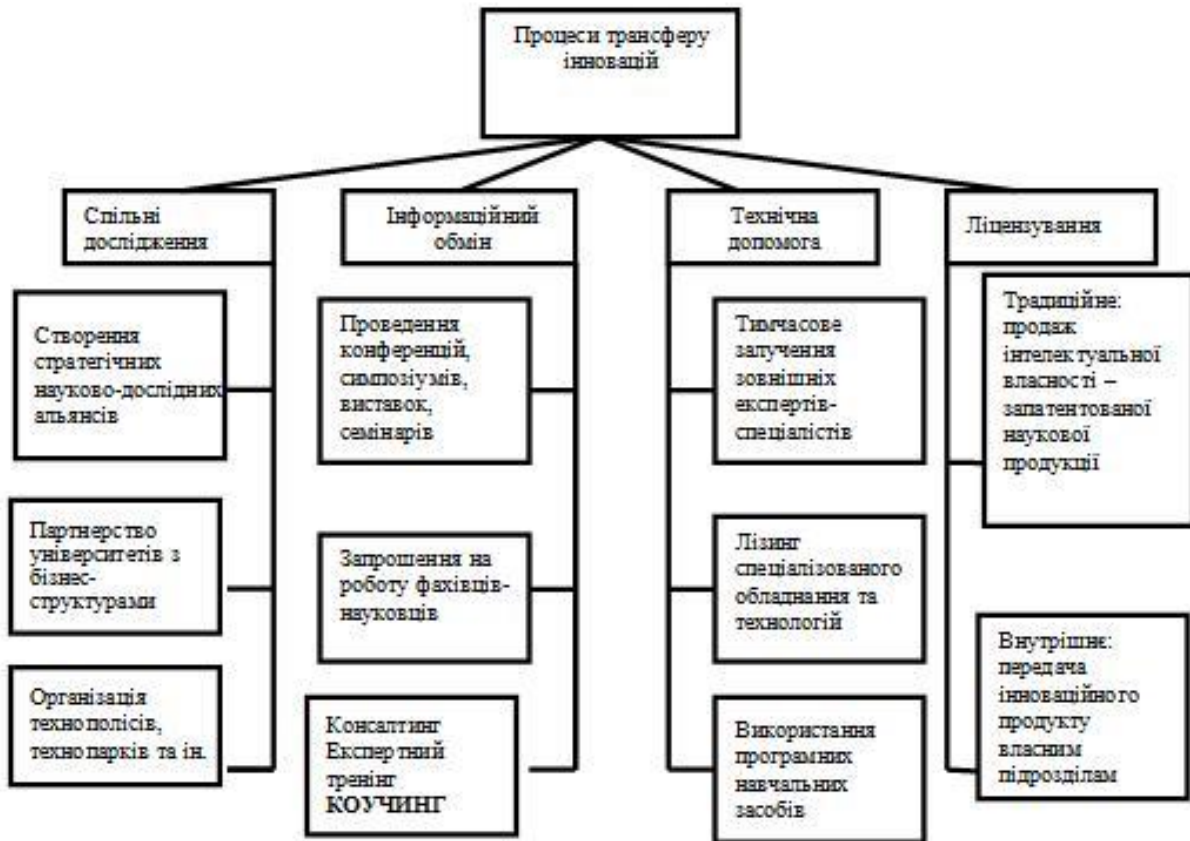 Процеси трансферу
інновацій
Спільні
дослідження
Інформаційний
обмін
Технічна
допомога
Ліцензування
Створення
стратегічних
науково-дослідних
альянсів
Партнерство
університетів з
бізнес-
структурами
Організація
технополісів,
технопарків та ін.
Проведення
конференцій,
симпозіумів,
виставок,
семінарів
Запрошення на
роботу фахівців-
науковців
Консалтинг
Експертний
тренінг
КОУЧИНГ
Тимчасове
залучення
зовнішніх
експертів-
спеціалістів
Лізинг
спеціалізованого
обладнання та
технологій
Використання
програмних
навчальних
засобів
Традиційне:
продаж
інтелектуальної
власності –
запатентованої
наукової
продукції
Внутрішнє:
передача
інноваційного
продукту
власним
підрозділам